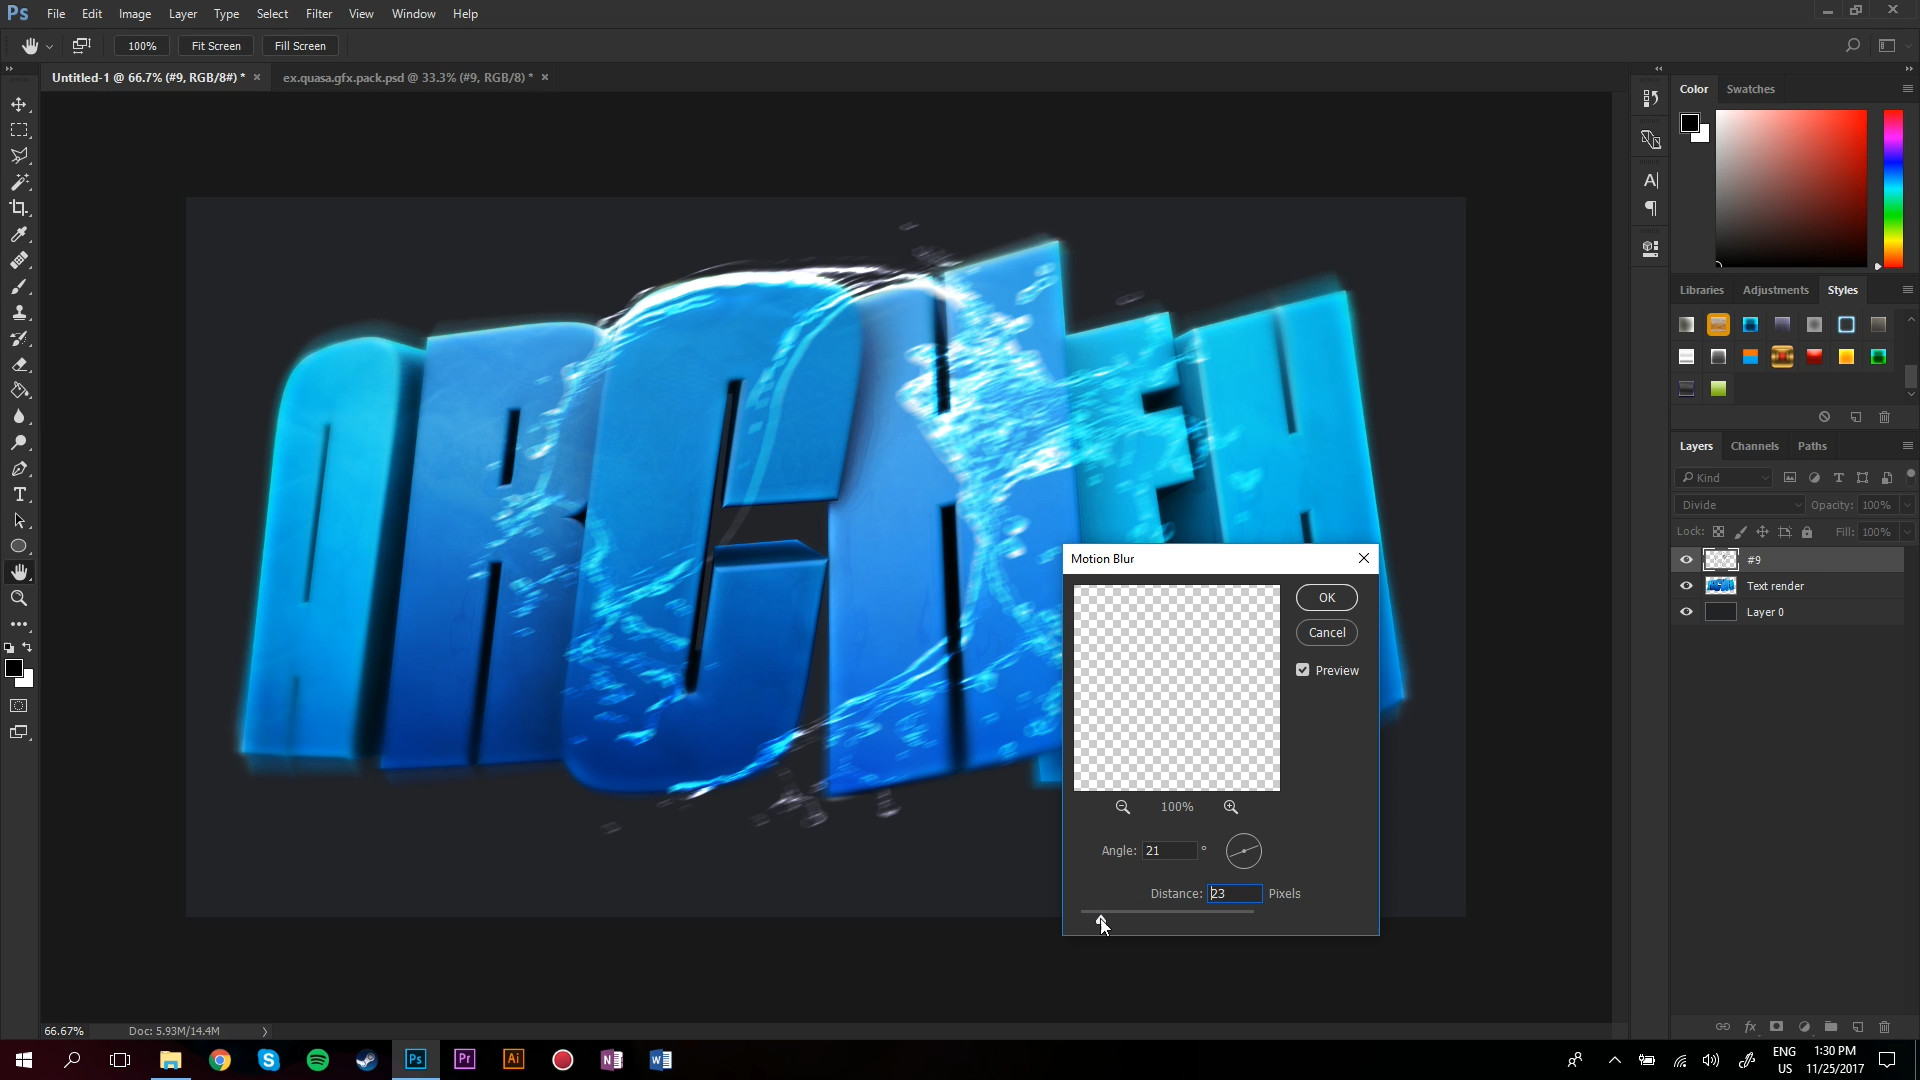 Ps File Edit Image Layer Type Select Filter View Window Help
100% Fit Screen Fill Screen
Untitled-1 @ 66.7% (#9, RGB/8#) * × ex.quasa.gfx.pack.psd @ 33.3% (#9, RGB/8) * ×
Color Swatches
Libraries Adjustments Styles
Layers Channels Paths
Kind
Divide Opacity: 100%
Lock: Fill: 100%
#9
Text render
Layer 0
Motion Blur
OK
Cancel
Preview
100%
Angle: 21 °
Distance: 23 Pixels
66.67% Doc: 5.93M/14.4M
Ps Pr Ai N W
ENG 1:30 PM
US 11/25/2017